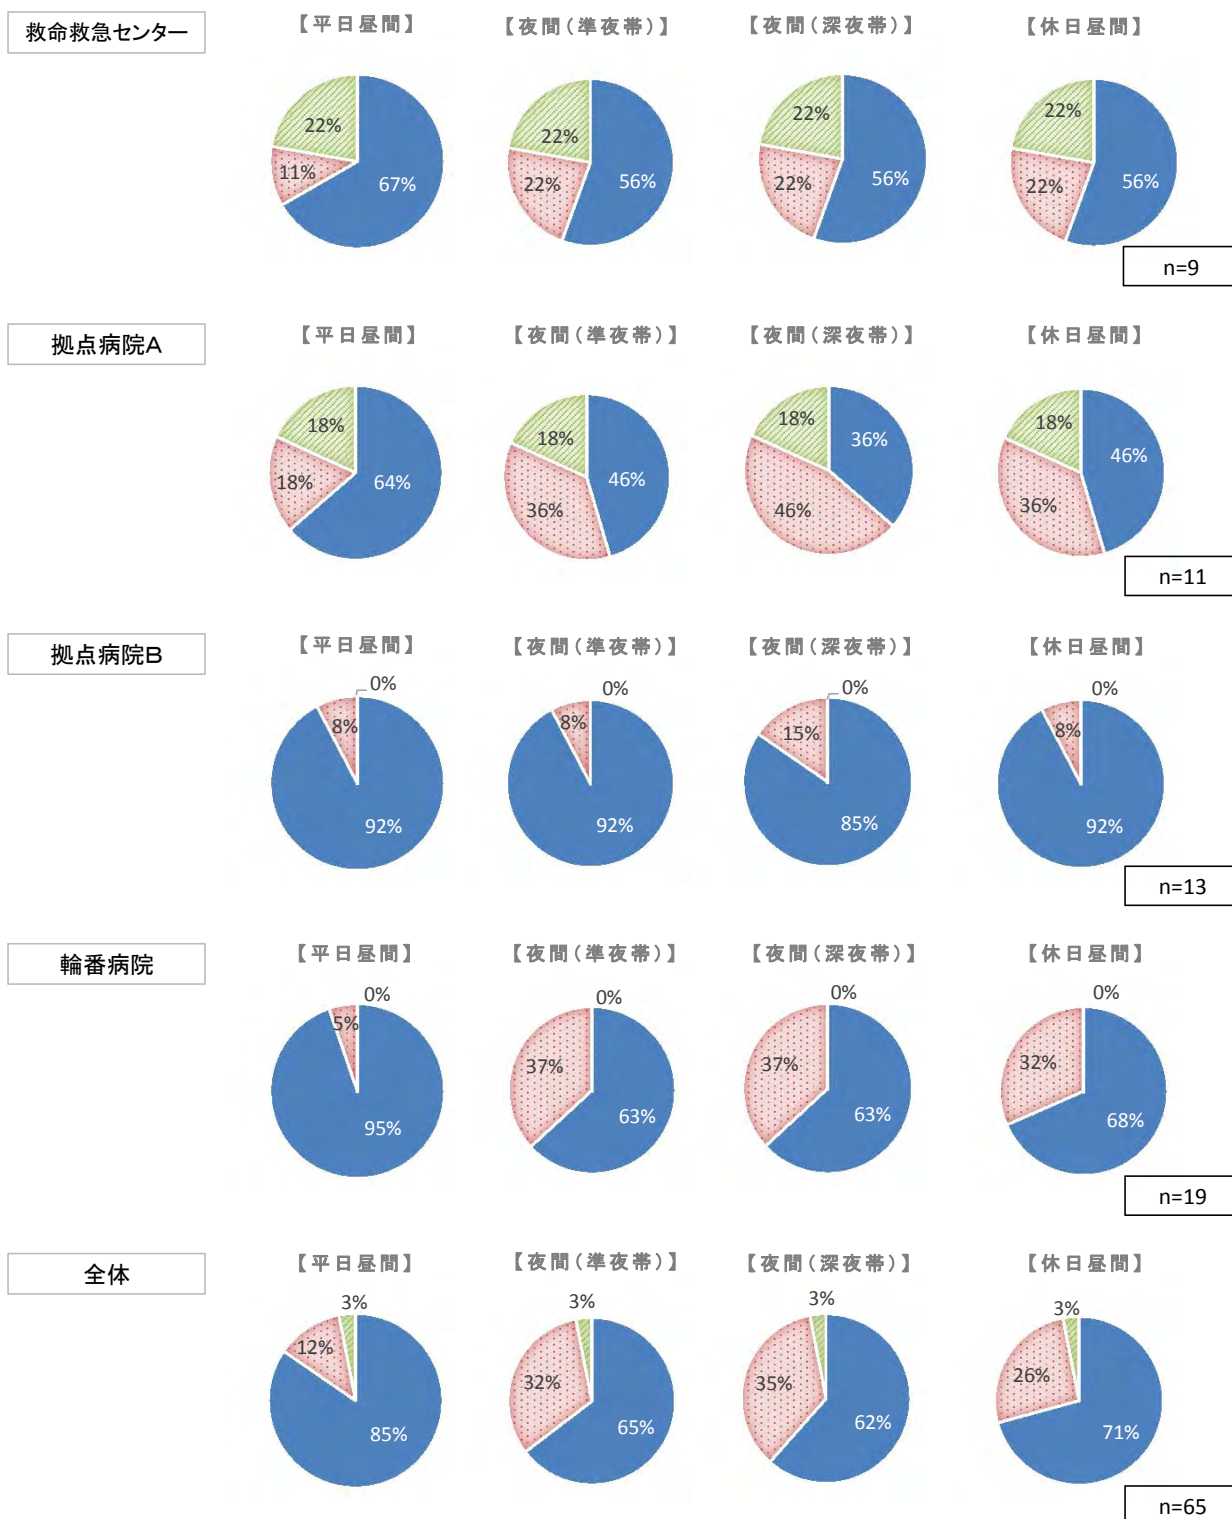 救命救急センター
【平日昼間】
【夜間(準夜帯)】
【夜間(深夜帯)】
【休日昼間】
22%
11%
67%
22%
22%
56%
22%
22%
56%
22%
22%
56%
n=9
拠点病院A
【平日昼間】
【夜間(準夜帯)】
【夜間(深夜帯)】
【休日昼間】
18%
18%
64%
18%
36%
46%
18%
46%
36%
18%
36%
46%
n=11
拠点病院B
【平日昼間】
【夜間(準夜帯)】
【夜間(深夜帯)】
【休日昼間】
0%
8%
92%
0%
8%
92%
0%
15%
85%
0%
8%
92%
n=13
輪番病院
【平日昼間】
【夜間(準夜帯)】
【夜間(深夜帯)】
【休日昼間】
0%
5%
95%
0%
37%
63%
0%
37%
63%
0%
32%
68%
n=19
全体
【平日昼間】
【夜間(準夜帯)】
【夜間(深夜帯)】
【休日昼間】
3%
12%
85%
3%
32%
65%
3%
35%
62%
3%
26%
71%
n=65